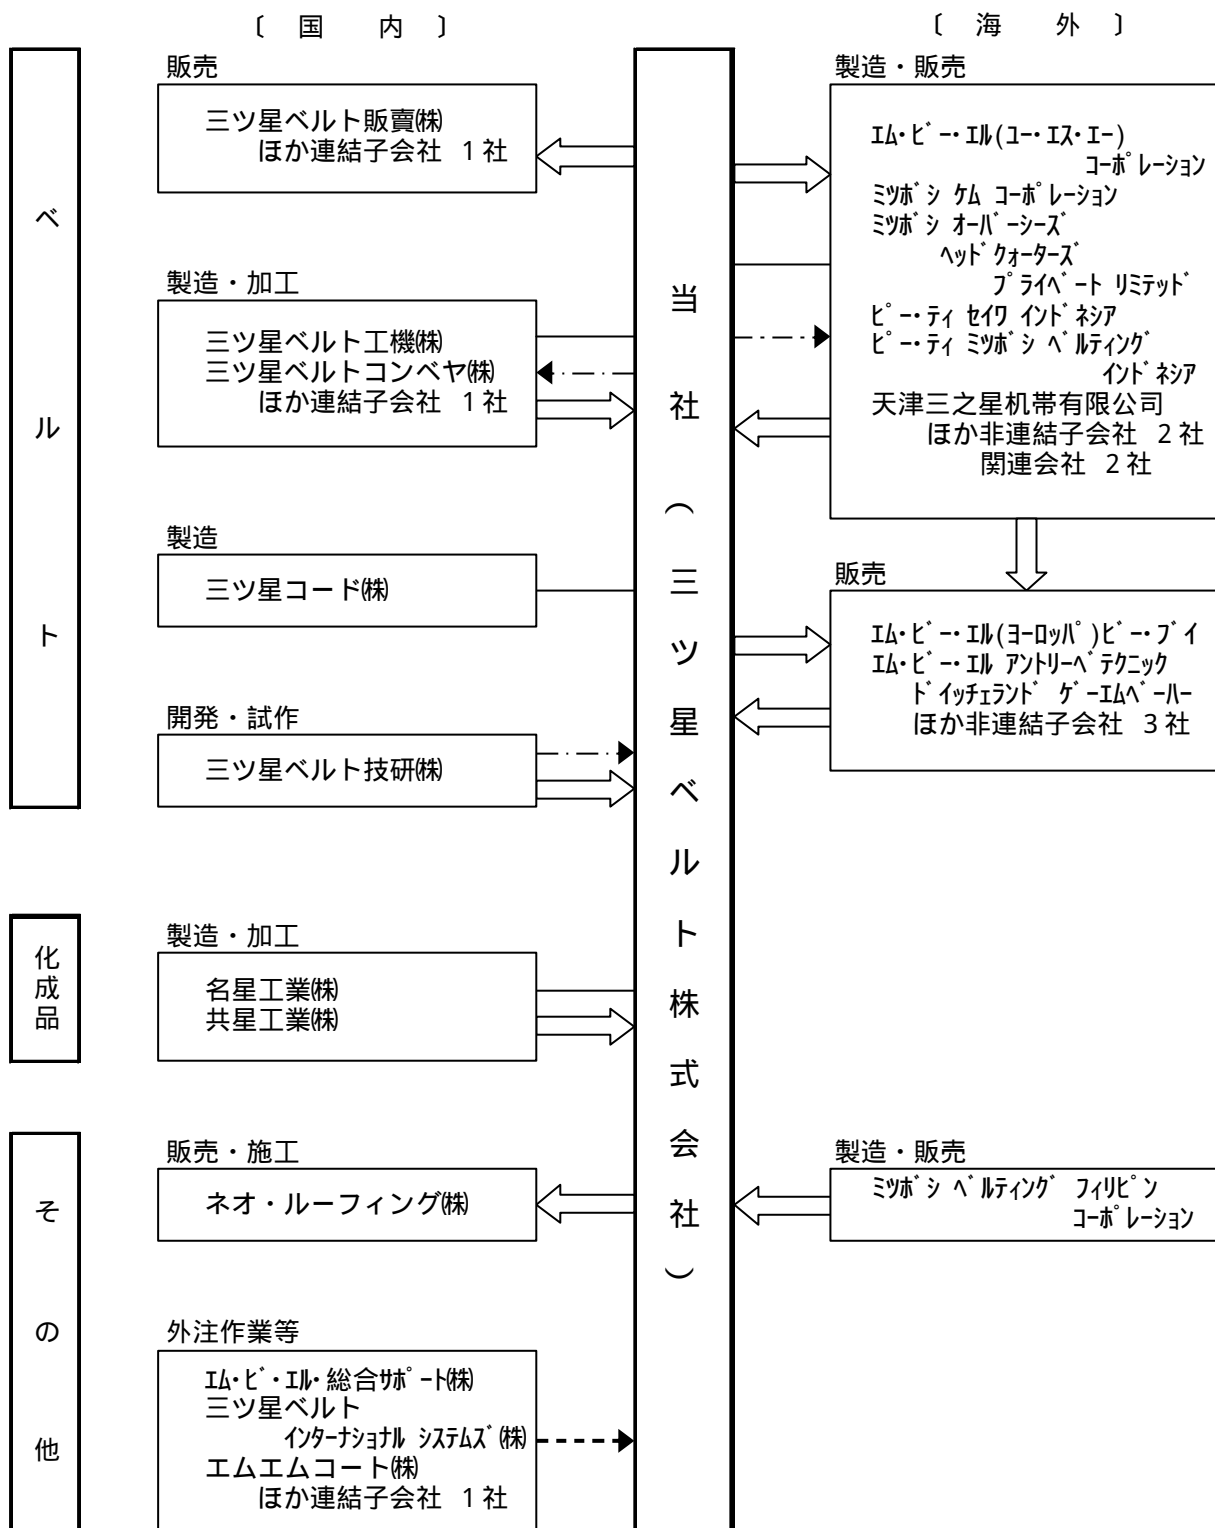 〔 国 内 〕
〔 海 外 〕
ベルト
販売
三ツ星ベルト販賣㈱
ほか連結子会社 1社
製造・加工
三ツ星ベルト工機㈱
三ツ星ベルトコンベヤ㈱
ほか連結子会社 1社
製造
三ツ星コード㈱
開発・試作
三ツ星ベルト技研㈱
化成品
製造・加工
名星工業㈱
共星工業㈱
その他
販売・施工
ネオ・ルーフィング㈱
外注作業等
エム・ビ・エル・総合サポート㈱
三ツ星ベルト
インターナショナル システムズ㈱
エムエムコート㈱
ほか連結子会社 1社
当社(三ツ星ベルト株式会社)
製造・販売
エム・ビー・エル(ユー・エス・エー)
コーポレーション
ミツボシ ケム コーポレーション
ミツボシ オーバーシーズ
ヘッドクォーターズ
プライベート リミテッド
ピー・ティ セイワ インドネシア
ピー・ティ ミツボシ ベルティング
インドネシア
天津三之星机帯有限公司
ほか非連結子会社 2社
関連会社 2社
販売
エム・ビー・エル(ヨーロッパ)ビー・ブイ
エム・ビー・エル アントリーベテクニック
ドイッチェランド ゲーエムベーハー
ほか非連結子会社 3社
製造・販売
ミツボシ ベルティング フィリピン
コーポレーション